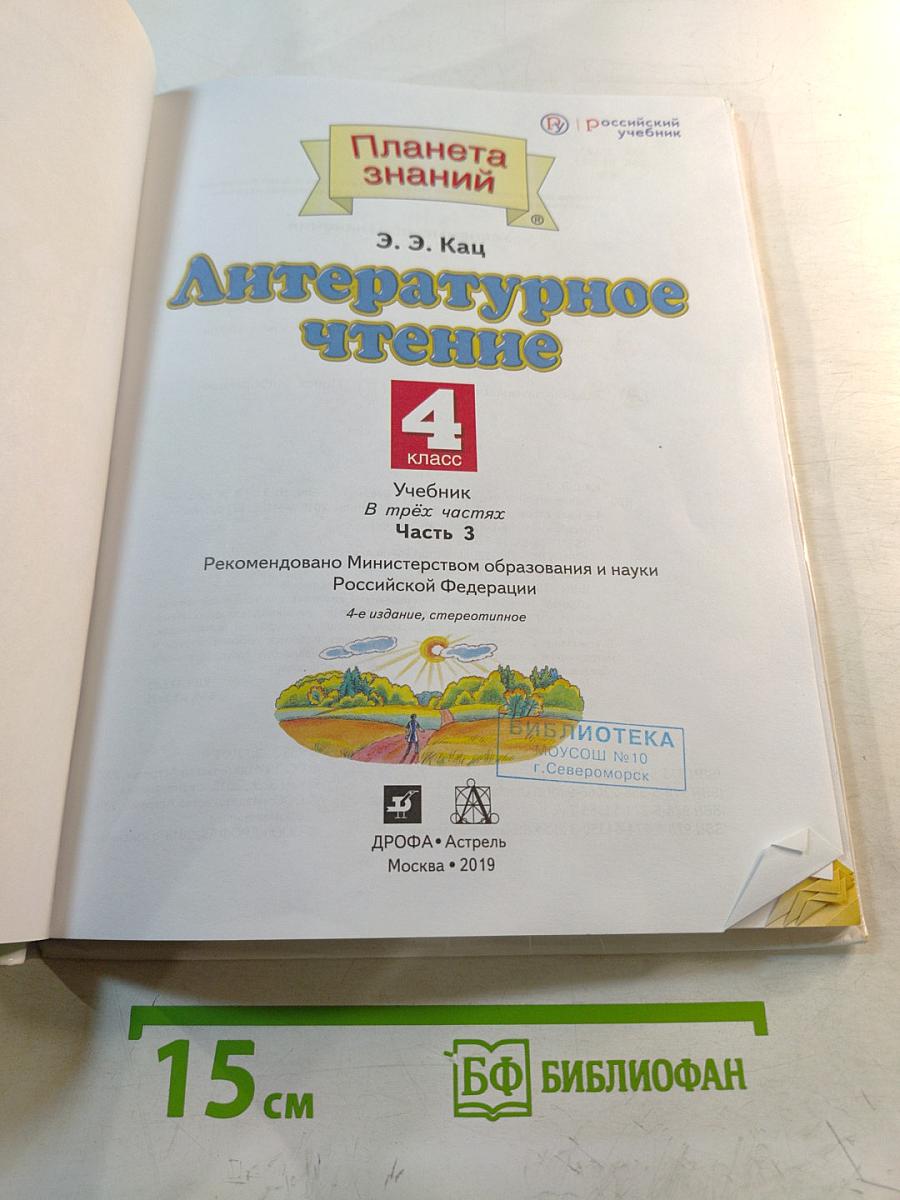 российский
учебник
Планета
знаний
®
Э. Э. Кац
Литературное
чтение
4
класс
Учебник
В трёх частях
Часть 3
Рекомендовано Министерством образования и науки
Российской Федерации
4-е издание, стереотипное
БИБЛИОТЕКА
МОУСОШ №10
г.Североморск
ДРОФА • Астрель
Москва • 2019
15 см
БФ БИБЛИОФАН